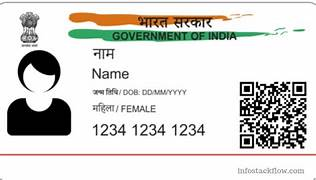 भारत सरकार
GOVERNMENT OF INDIA
नाम
Name
जन्म तिथि / DOB: DD/MM/YYYY
महिला / FEMALE
1234 1234 1234
infostackflow.com